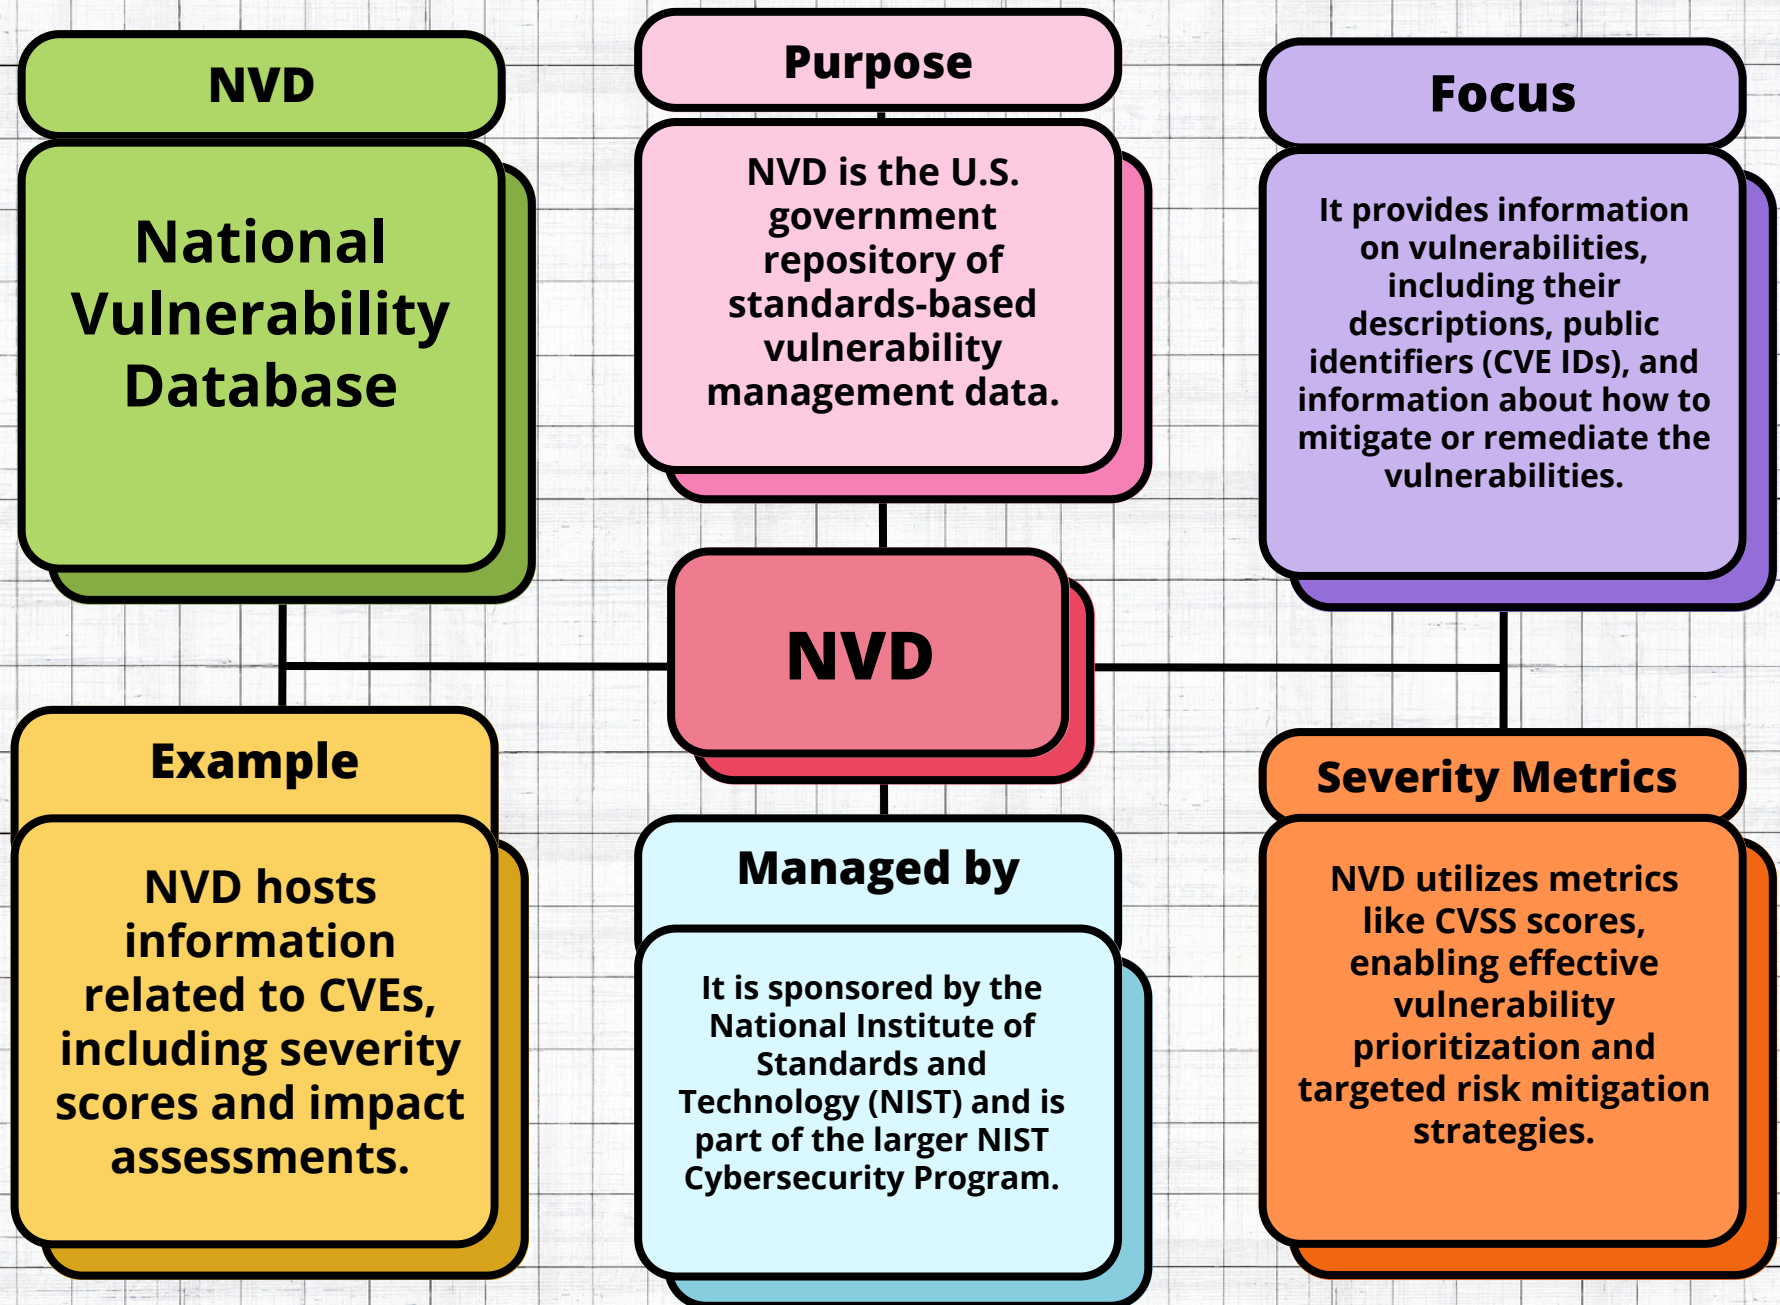 NVD
National
Vulnerability
Database
Purpose
NVD is the U.S.
government
repository of
standards-based
vulnerability
management data.
Focus
It provides information
on vulnerabilities,
including their
descriptions, public
identifiers (CVE IDs), and
information about how to
mitigate or remediate the
vulnerabilities.
NVD
Example
NVD hosts
information
related to CVEs,
including severity
scores and impact
assessments.
Managed by
It is sponsored by the
National Institute of
Standards and
Technology (NIST) and is
part of the larger NIST
Cybersecurity Program.
Severity Metrics
NVD utilizes metrics
like CVSS scores,
enabling effective
vulnerability
prioritization and
targeted risk mitigation
strategies.